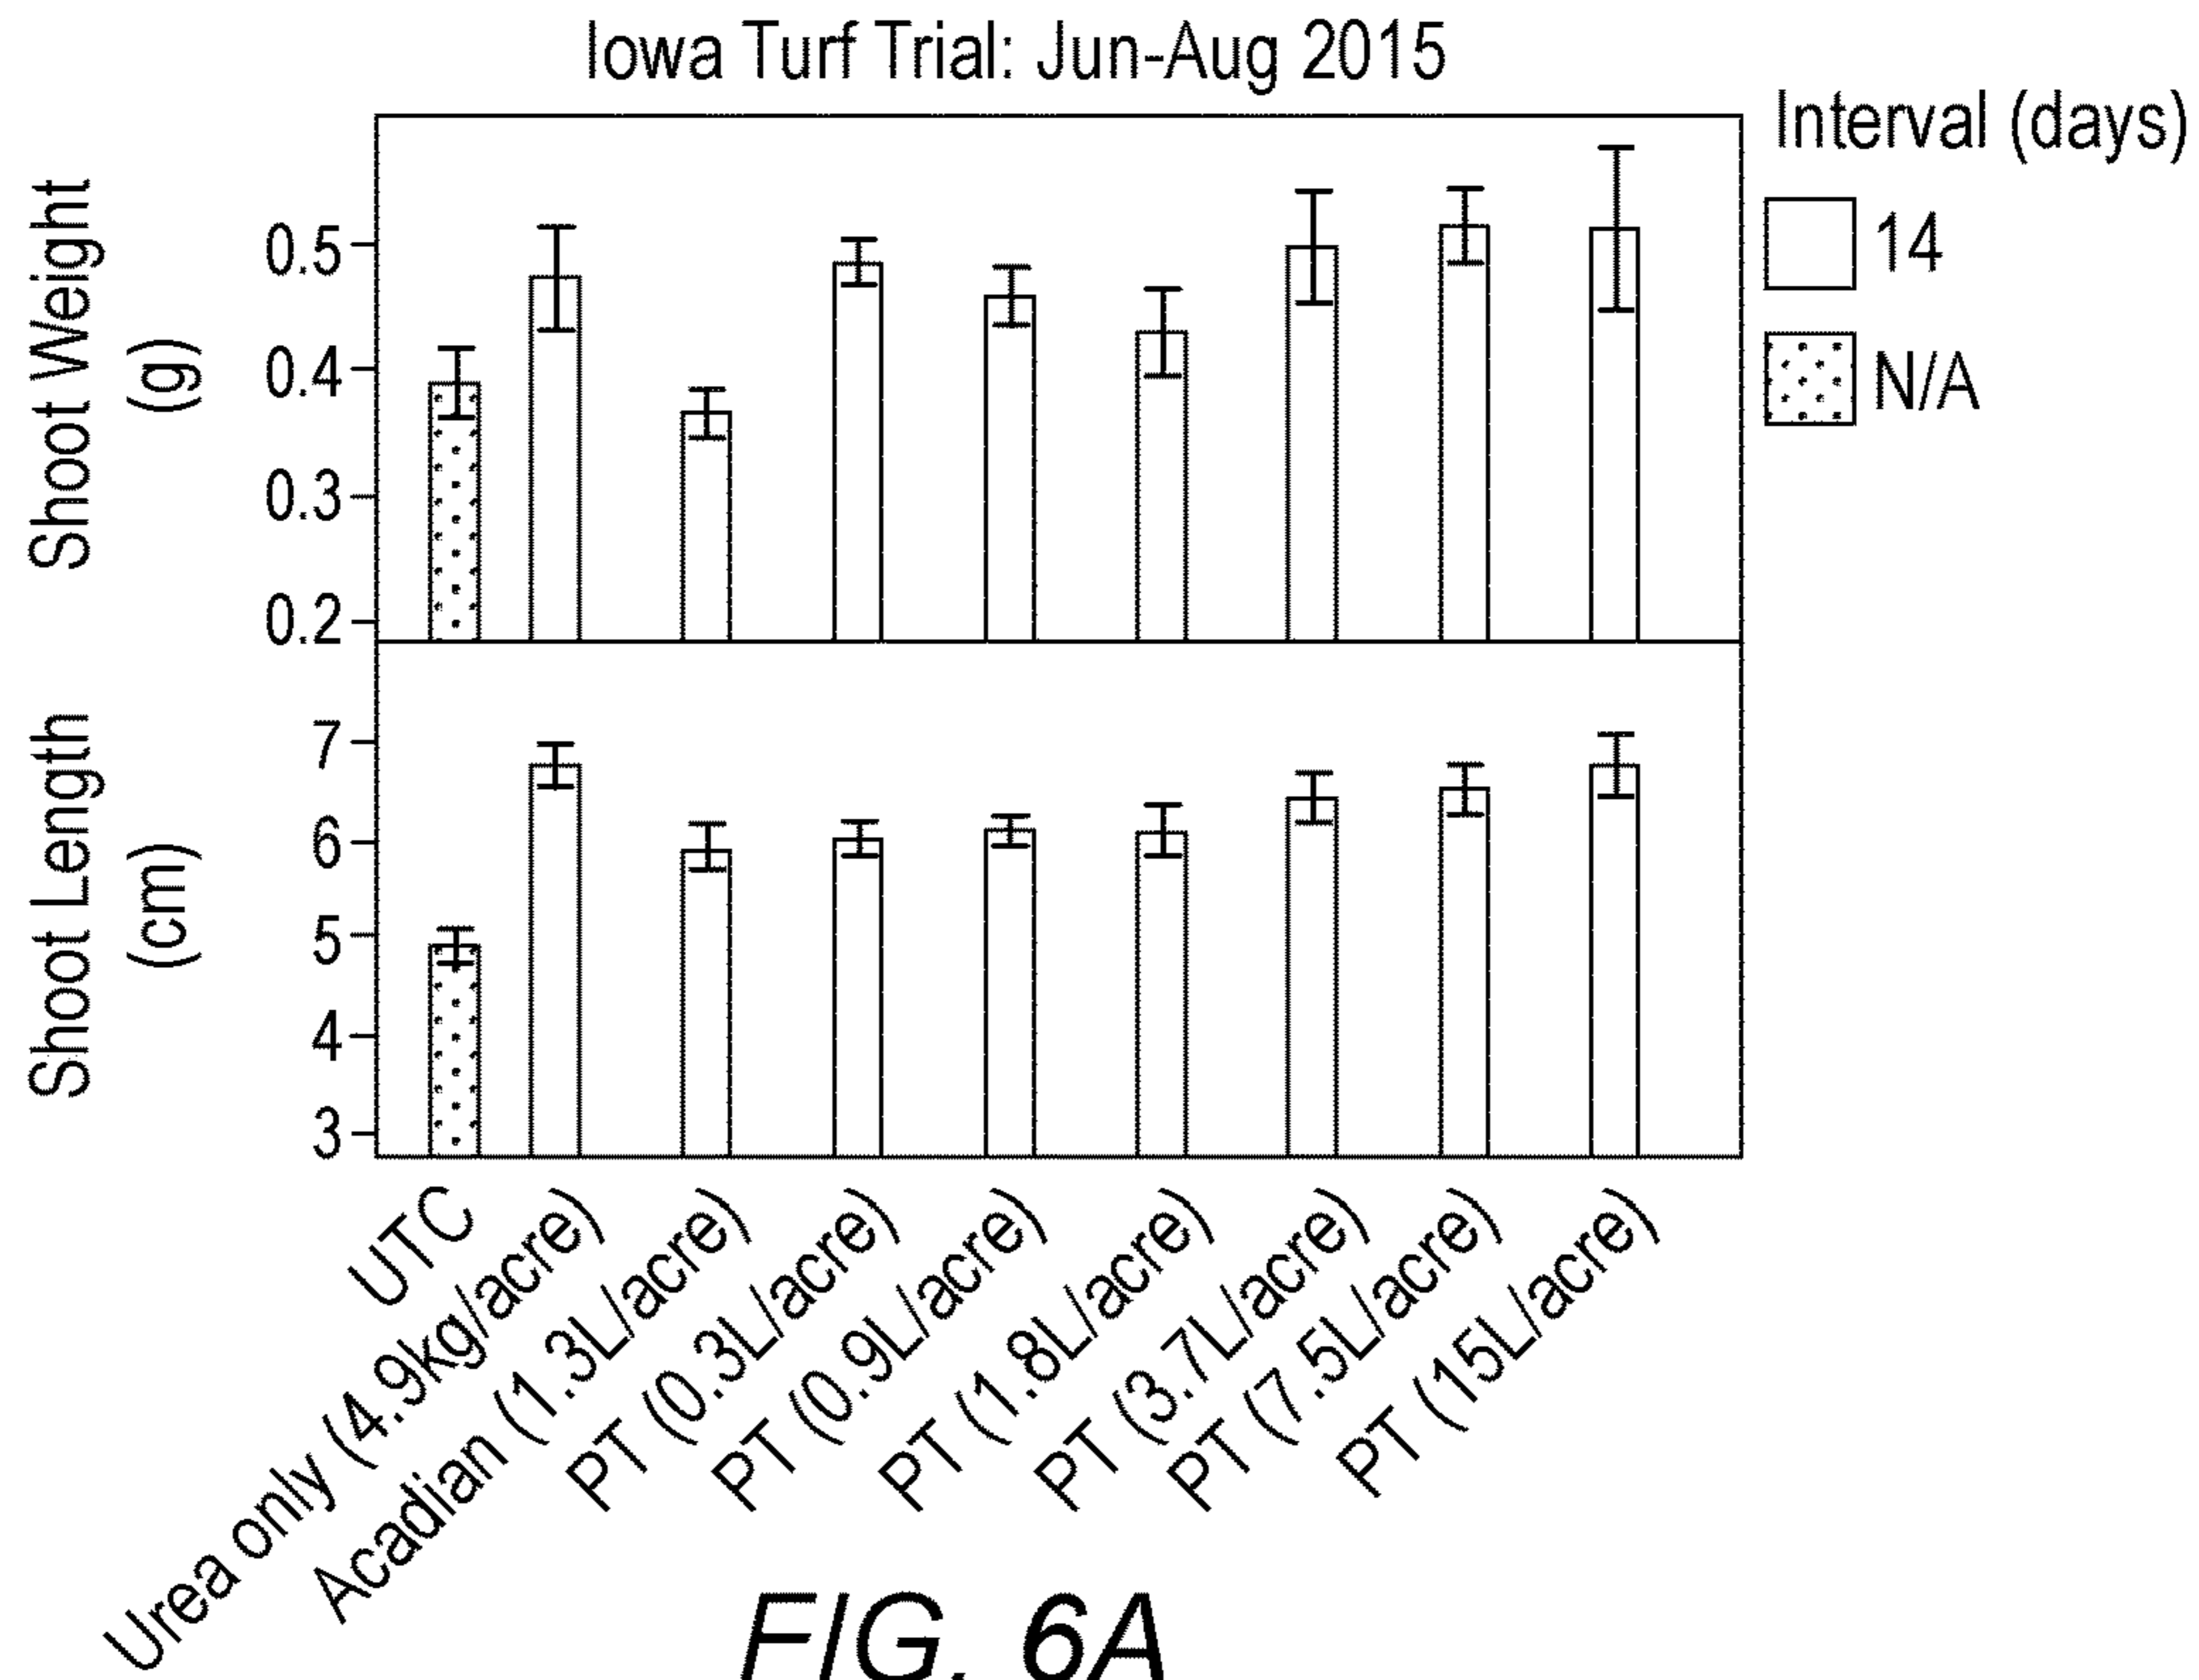 Iowa Turf Trial: Jun-Aug 2015
Interval (days)
14
N/A
Shoot Weight
(g)
0.5
0.4
0.3
0.2
Shoot Length
(cm)
7
6
5
4
3
UTC
Urea only (4.9kg/acre)
Acadian (1.3L/acre)
PT (0.3L/acre)
PT (0.9L/acre)
PT (1.8L/acre)
PT (3.7L/acre)
PT (7.5L/acre)
PT (15L/acre)
FIG. 6A